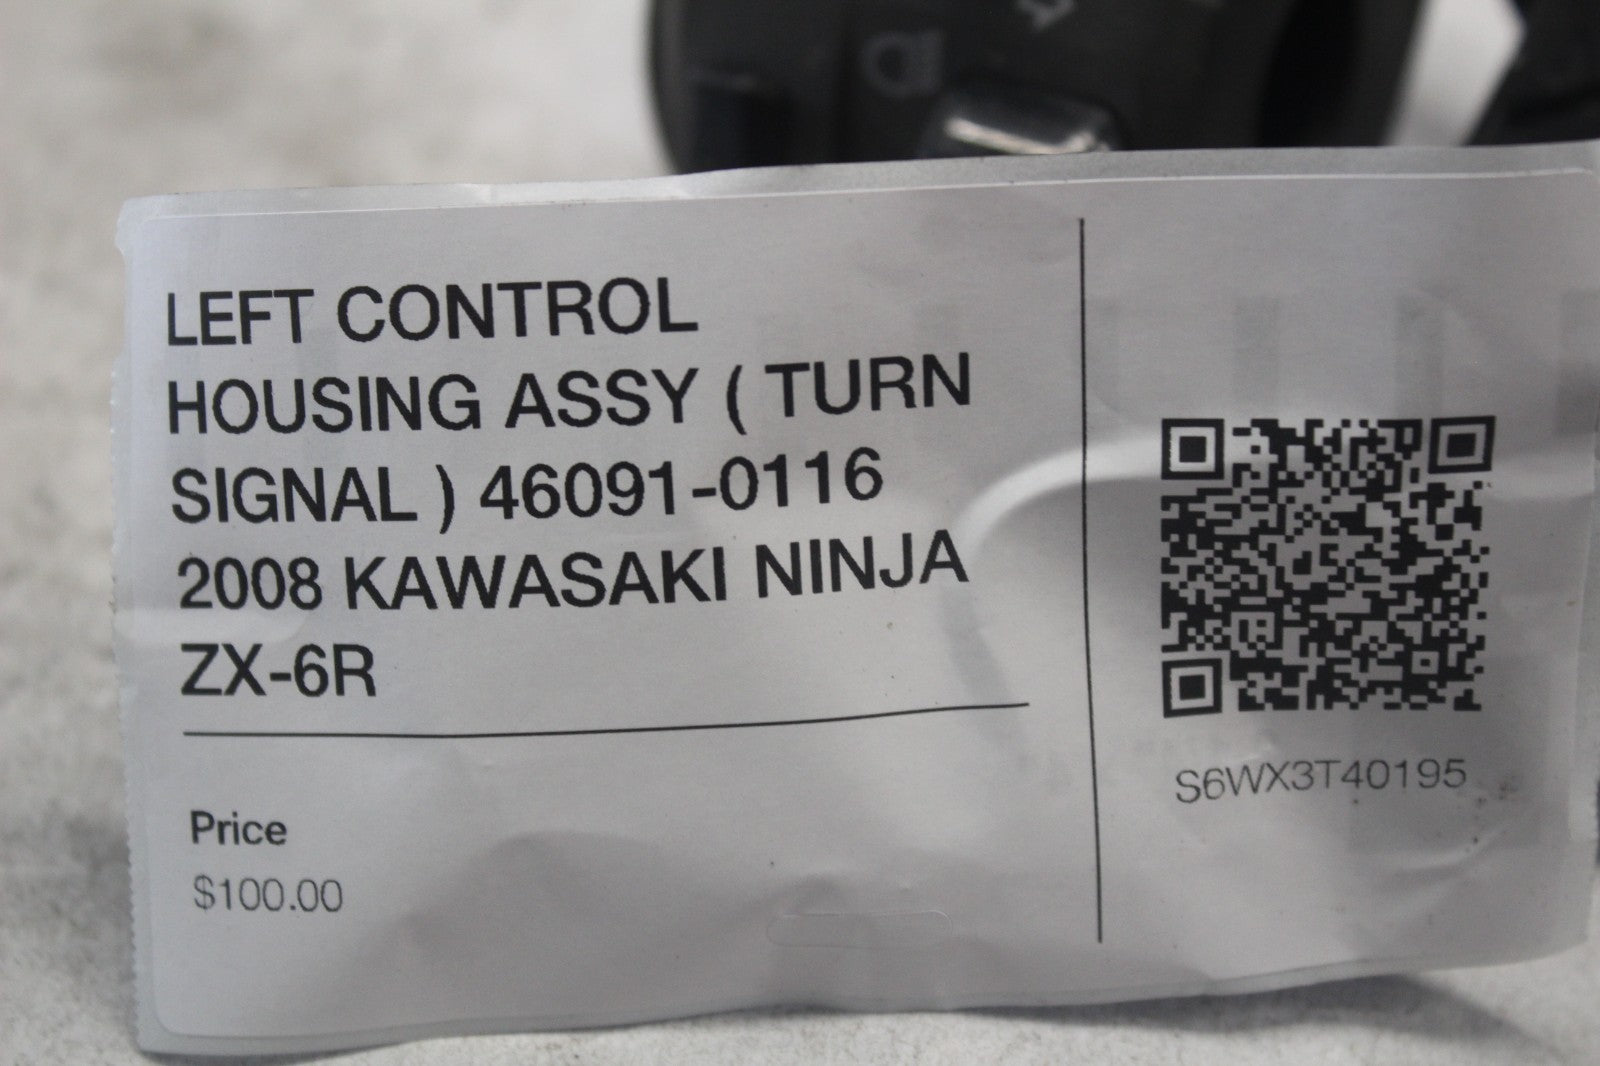 LEFT CONTROL
HOUSING ASSY ( TURN
SIGNAL ) 46091-0116
2008 KAWASAKI NINJA
ZX-6R
Price
$100.00
S6WX3T40195